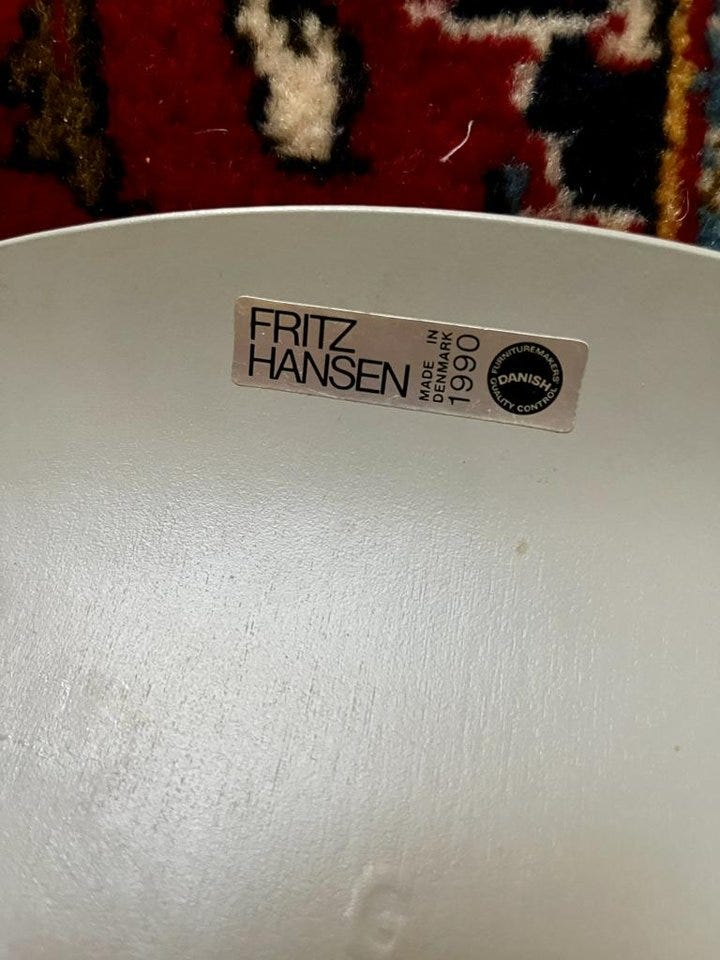 FRITZ
HANSEN
MADE IN
DENMARK
1990
FURNITUREMAKERS'
DANISH
QUALITY CONTROL